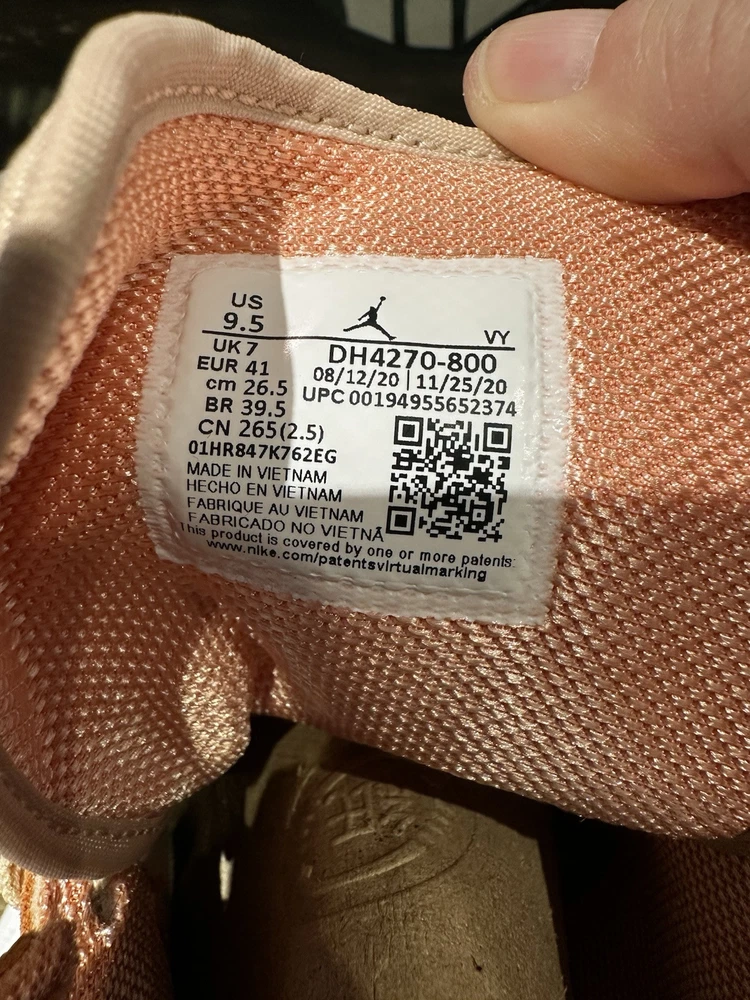 US
9.5
VY
UK 7
DH4270-800
EUR 41
08/12/20 | 11/25/20
cm 26.5
UPC 00194955652374
BR 39.5
CN 265(2.5)
01HR847K762EG
MADE IN VIETNAM
HECHO EN VIETNAM
FABRIQUE AU VIETNAM
FABRICADO NO VIETNÃ
This product is covered by one or more patents:
www.nike.com/patentsvirtualmarking